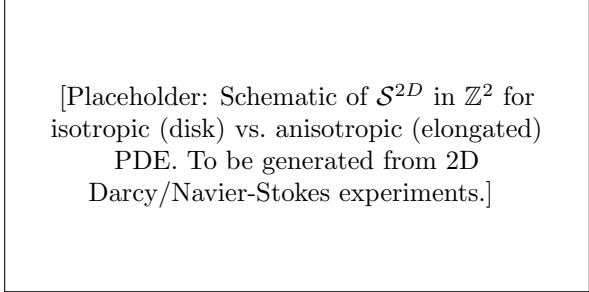 [Placeholder: Schematic of $\mathcal{S}^{2D}$ in $\mathbb{Z}^2$ for
isotropic (disk) vs. anisotropic (elongated)
PDE. To be generated from 2D
Darcy/Navier-Stokes experiments.]